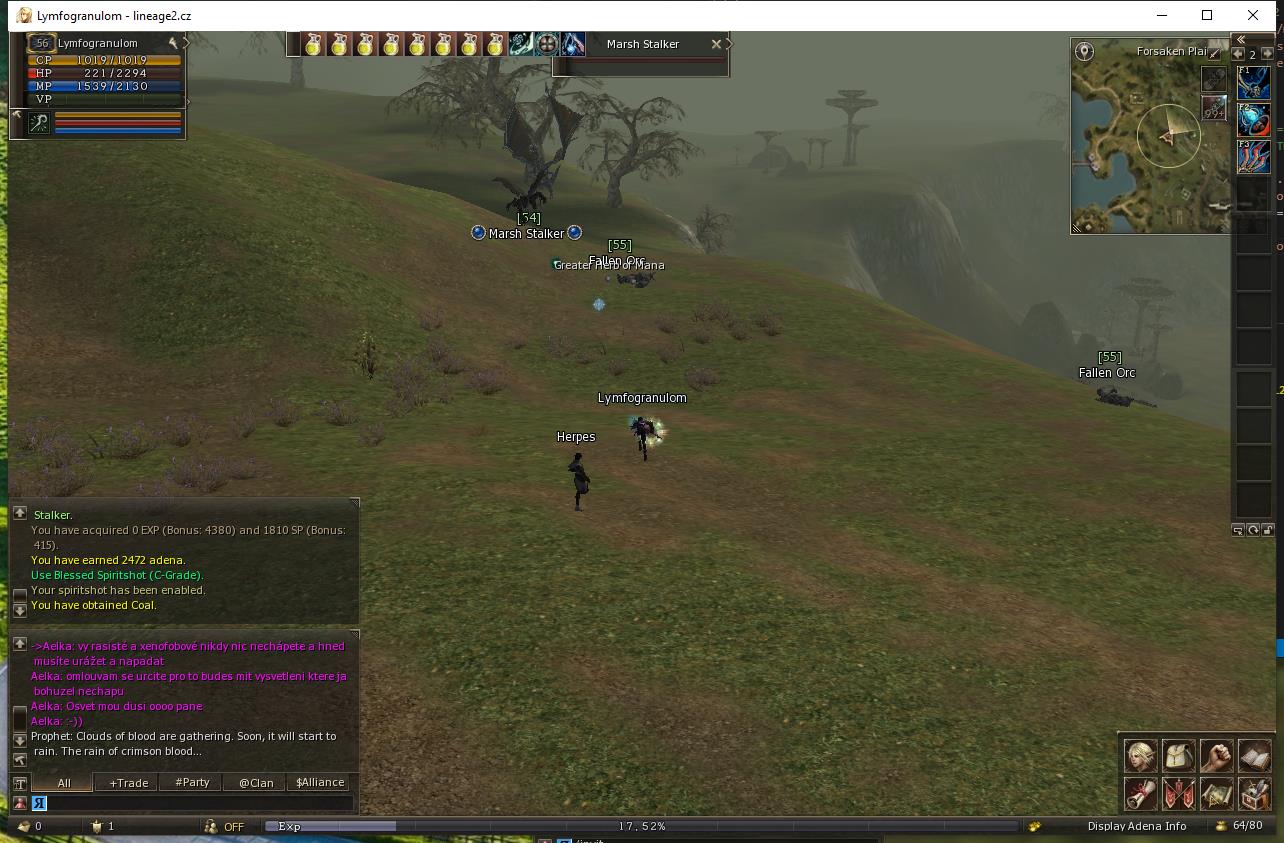 Lymfogranulom - lineage2.cz
56 Lymfogranulom
CP 1019/1019
HP 221/2294
MP 1539/2130
VP
Marsh Stalker
Forsaken Plai
2
F1
99+
F2
F3
[54]
Marsh Stalker
[55]
Fallen Orc
Greater Herb of Mana
[55]
Fallen Orc
Lymfogranulom
Herpes
Stalker.
You have acquired 0 EXP (Bonus: 4380) and 1810 SP (Bonus:
415).
You have earned 2472 adena.
Use Blessed Spiritshot (C-Grade).
Your spiritshot has been enabled.
You have obtained Coal.
->Aelka: vy rasisté a xenofobové nikdy nic nechápete a hned
musíte urážet a napadat
Aelka: omlouvam se urcite pro to budes mit vysvetleni ktere ja
bohuzel nechapu
Aelka: Osvet mou dusi oooo pane
Aelka: :-))
Prophet: Clouds of blood are gathering. Soon, it will start to
rain. The rain of crimson blood...
All +Trade #Party @Clan $Alliance
Я
0 1 OFF Exp 17,52% Display Adena Info 64/80